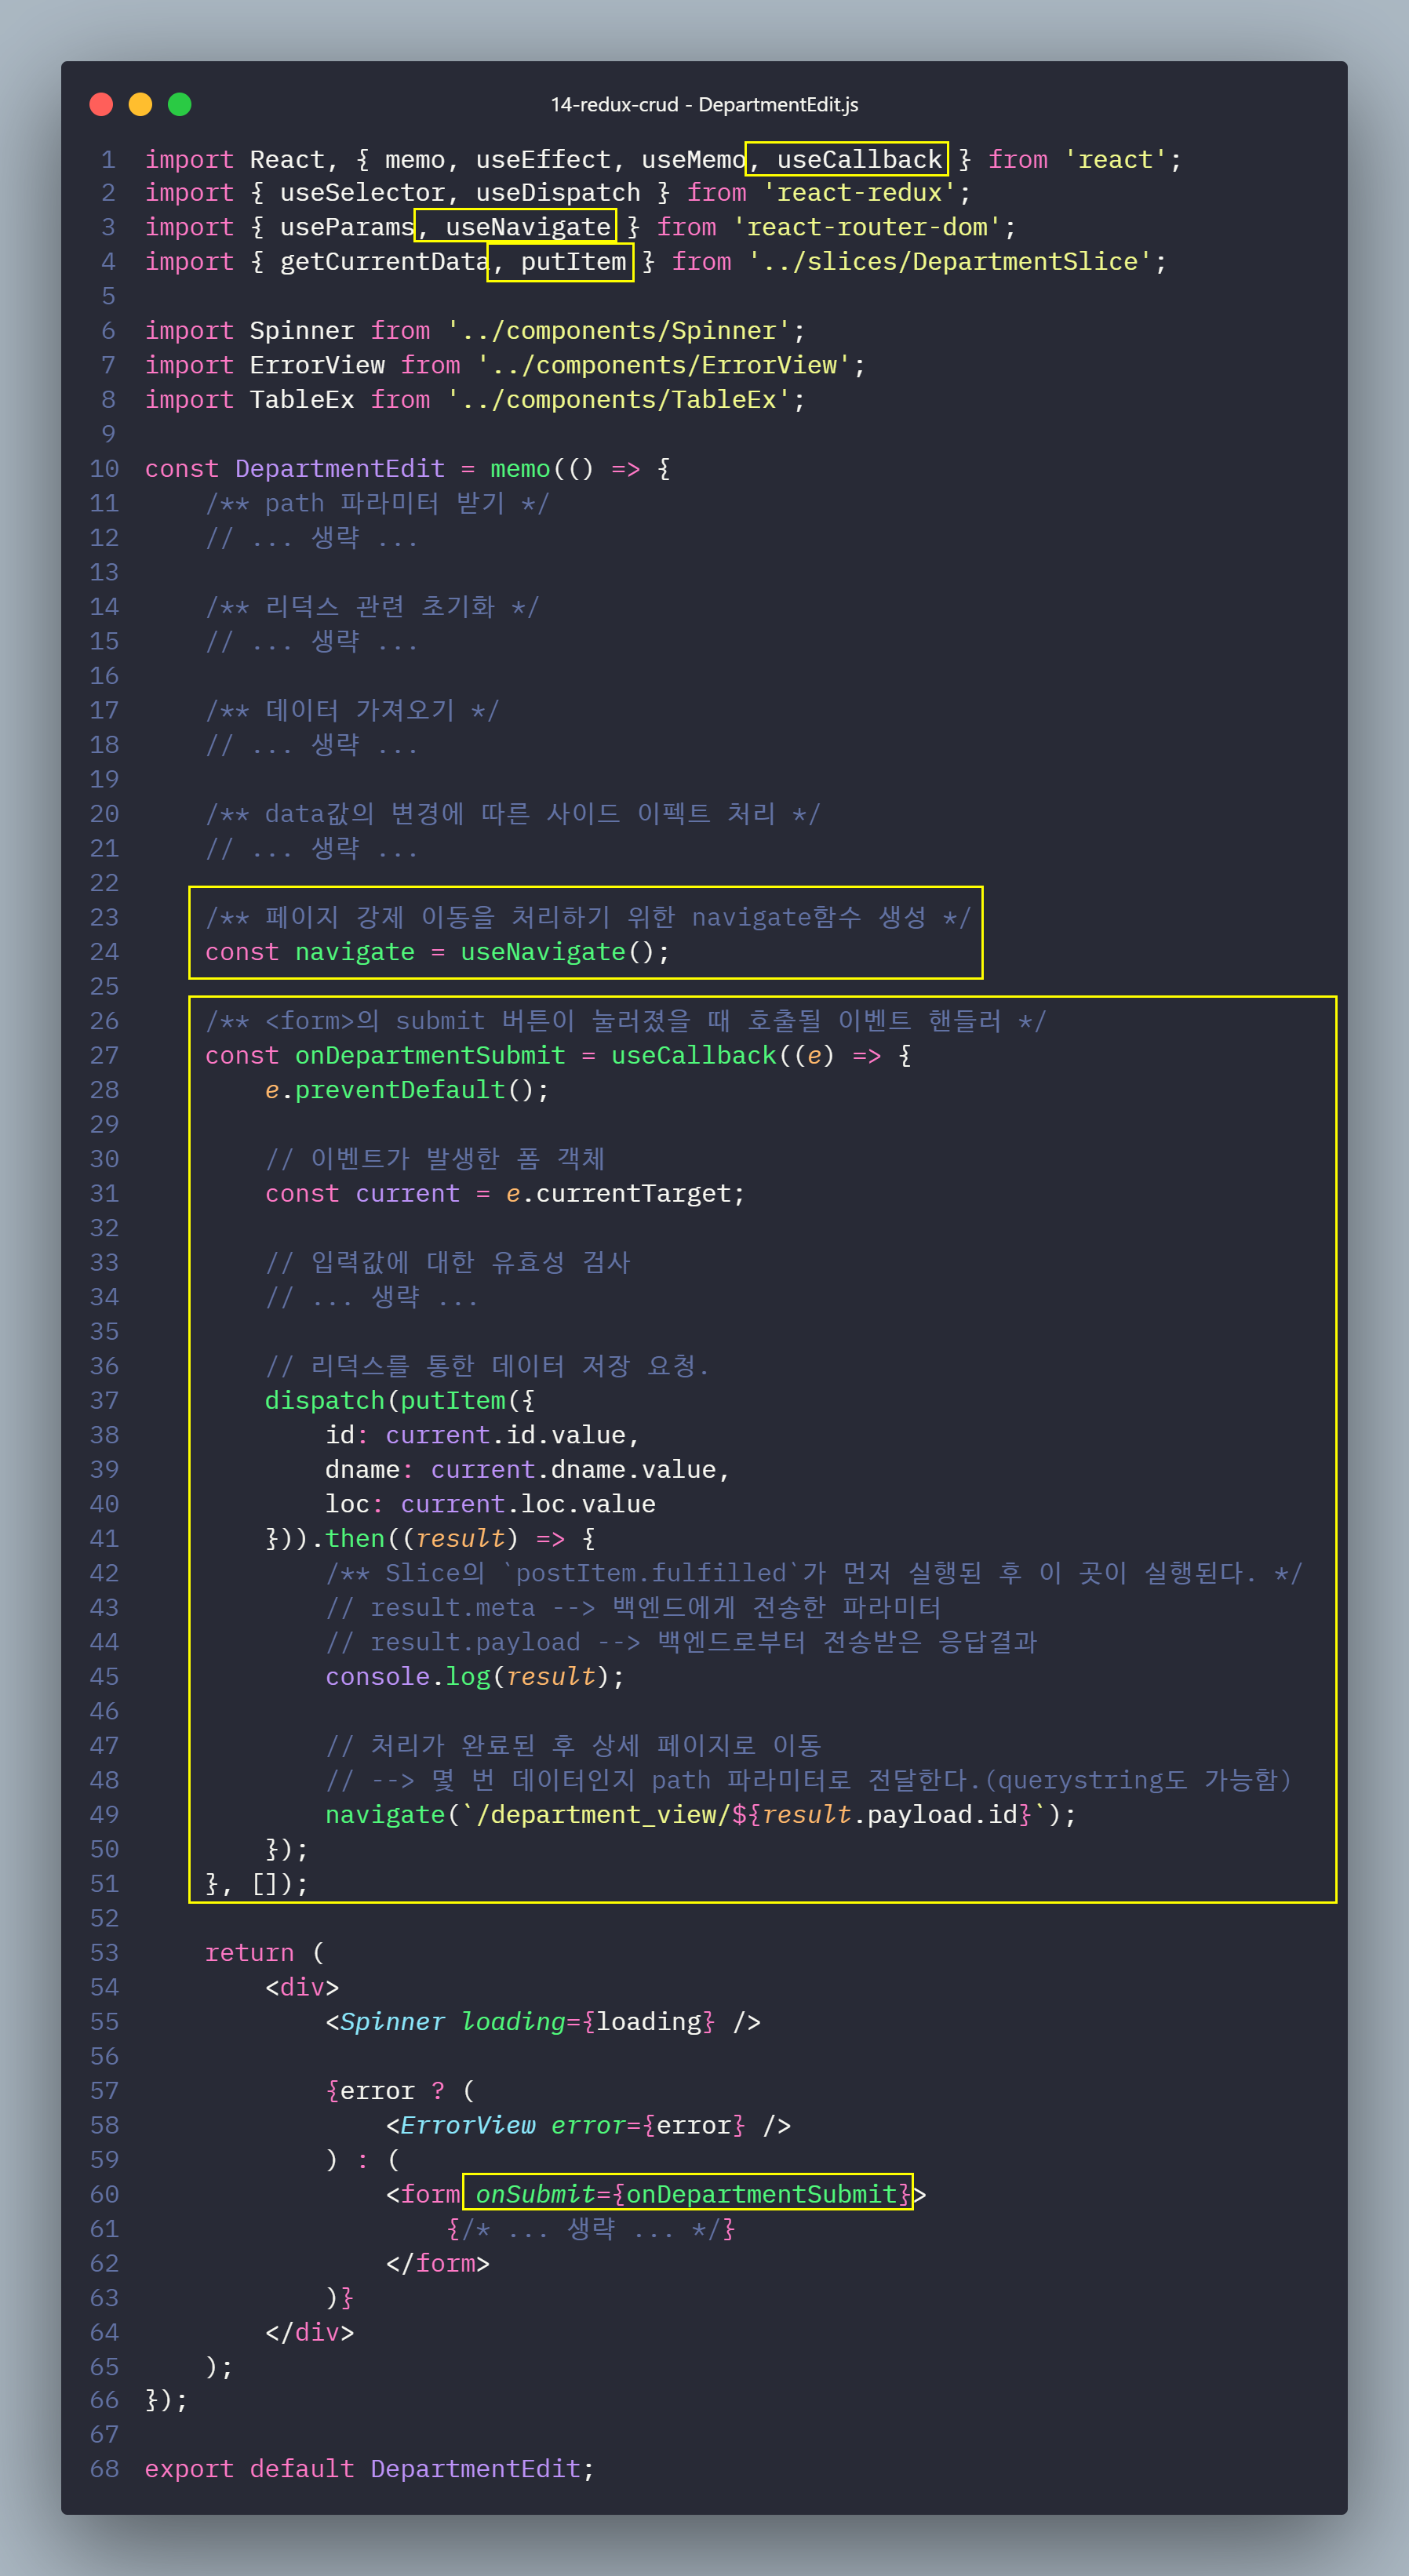 14-redux-crud - DepartmentEdit.js
1 import React, { memo, useEffect, useMemo, useCallback } from 'react';
2 import { useSelector, useDispatch } from 'react-redux';
3 import { useParams, useNavigate } from 'react-router-dom';
4 import { getCurrentData, putItem } from '../slices/DepartmentSlice';
5
6 import Spinner from '../components/Spinner';
7 import ErrorView from '../components/ErrorView';
8 import TableEx from '../components/TableEx';
9
10 const DepartmentEdit = memo(() => {
11     /** path 파라미터 받기 */
12     // ... 생략 ...
13
14     /** 리덕스 관련 초기화 */
15     // ... 생략 ...
16
17     /** 데이터 가져오기 */
18     // ... 생략 ...
19
20     /** data값의 변경에 따른 사이드 이펙트 처리 */
21     // ... 생략 ...
22
23     /** 페이지 강제 이동을 처리하기 위한 navigate함수 생성 */
24     const navigate = useNavigate();
25
26     /** <form>의 submit 버튼이 눌러졌을 때 호출될 이벤트 핸들러 */
27     const onDepartmentSubmit = useCallback((e) => {
28         e.preventDefault();
29
30         // 이벤트가 발생한 폼 객체
31         const current = e.currentTarget;
32
33         // 입력값에 대한 유효성 검사
34         // ... 생략 ...
35
36         // 리덕스를 통한 데이터 저장 요청.
37         dispatch(putItem({
38             id: current.id.value,
39             dname: current.dname.value,
40             loc: current.loc.value
41         })).then((result) => {
42             /** Slice의 `postItem.fulfilled`가 먼저 실행된 후 이 곳이 실행된다. */
43             // result.meta --> 백엔드에게 전송한 파라미터
44             // result.payload --> 백엔드로부터 전송받은 응답결과
45             console.log(result);
46
47             // 처리가 완료된 후 상세 페이지로 이동
48             // --> 몇 번 데이터인지 path 파라미터로 전달한다.(querystring도 가능함)
49             navigate(`/department_view/${result.payload.id}`);
50         });
51     }, []);
52
53     return (
54         <div>
55             <Spinner loading={loading} />
56
57             {error ? (
58                 <ErrorView error={error} />
59             ) : (
60                 <form onSubmit={onDepartmentSubmit}>
61                     {/* ... 생략 ... */}
62                 </form>
63             )}
64         </div>
65     );
66 });
67
68 export default DepartmentEdit;